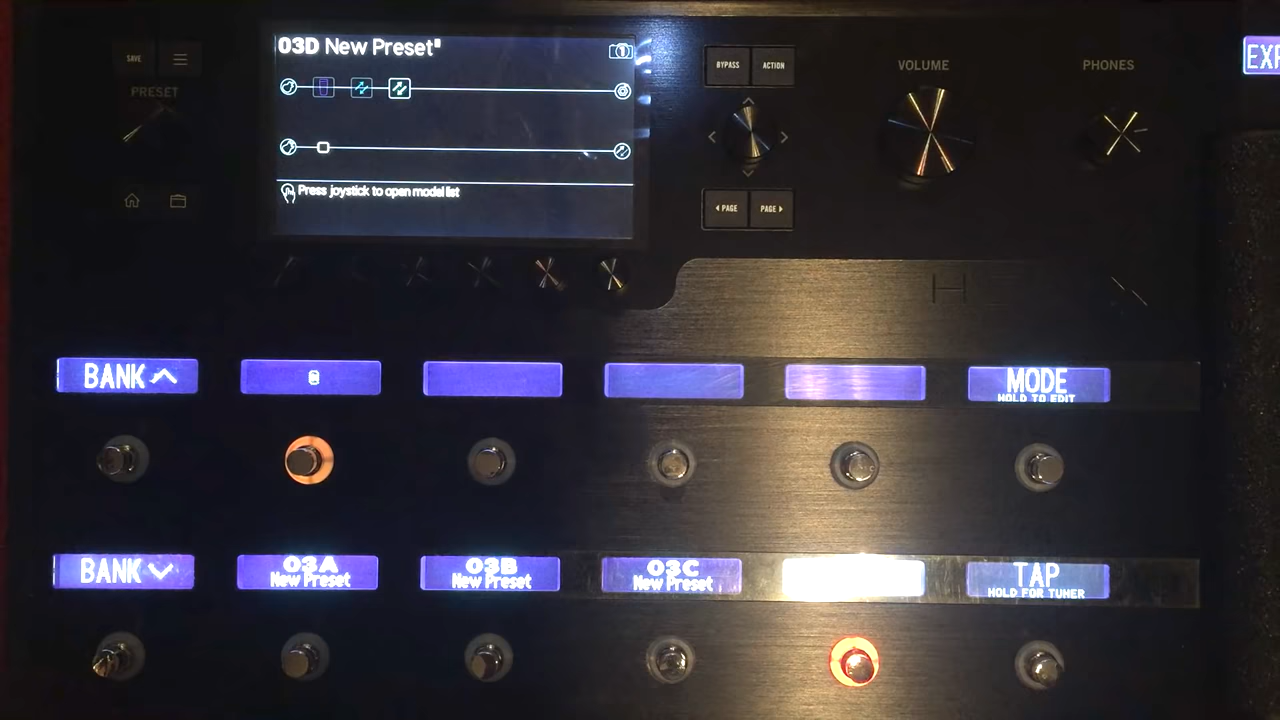 03D New Preset"
1
SAVE
PRESET
Press joystick to open model list
BYPASS
ACTION
PAGE
PAGE
VOLUME
PHONES
EXP
BANK
MODE
HOLD TO EDIT
BANK
03A
New Preset
03B
New Preset
03C
New Preset
TAP
HOLD FOR TUNER